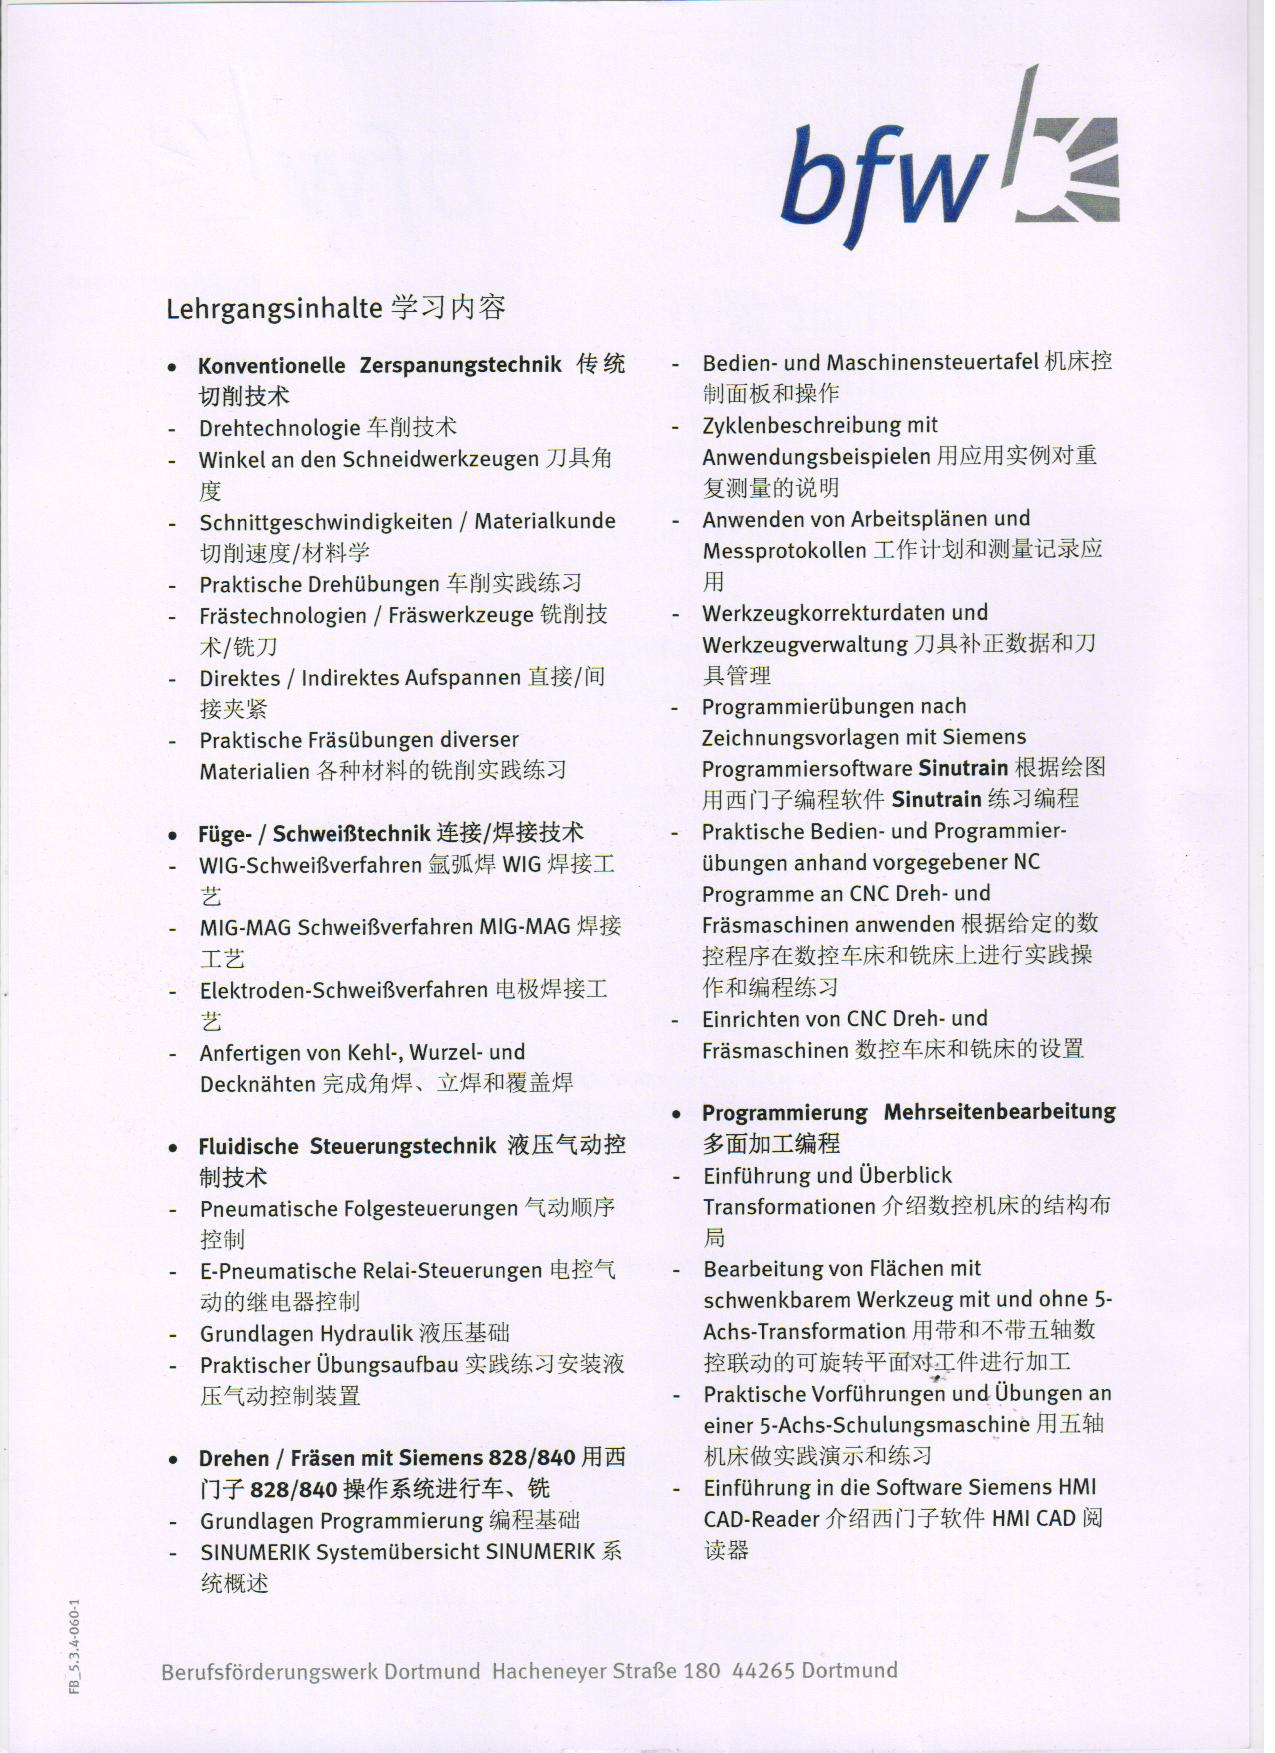 bfw
Lehrgangsinhalte 学习内容
• Konventionelle Zerspanungstechnik 传统
切削技术
- Drehtechnologie 车削技术
- Winkel an den Schneidwerkzeugen 刀具角
度
- Schnittgeschwindigkeiten / Materialkunde
切削速度/材料学
- Praktische Drehübungen 车削实践练习
- Frästechnologien / Fräswerkzeuge 铣削技
术/铣刀
- Direktes / Indirektes Aufspannen 直接/间
接夹紧
- Praktische Fräsübungen diverser
Materialien 各种材料的铣削实践练习
• Füge- / Schweißtechnik 连接/焊接技术
- WIG-Schweißverfahren 氩弧焊 WIG 焊接工
艺
- MIG-MAG Schweißverfahren MIG-MAG 焊接
工艺
- Elektroden-Schweißverfahren 电极焊接工
艺
- Anfertigen von Kehl-, Wurzel- und
Decknähten 完成角焊、立焊和覆盖焊
• Fluidische Steuerungstechnik 液压气动控
制技术
- Pneumatische Folgesteuerungen 气动顺序
控制
- E-Pneumatische Relai-Steuerungen 电控气
动的继电器控制
- Grundlagen Hydraulik 液压基础
- Praktischer Übungsaufbau 实践练习安装液
压气动控制装置
• Drehen / Fräsen mit Siemens 828/840 用西
门子 828/840 操作系统进行车、铣
- Grundlagen Programmierung 编程基础
- SINUMERIK Systemübersicht SINUMERIK 系
统概述
- Bedien- und Maschinensteuertafel 机床控
制面板和操作
- Zyklenbeschreibung mit
Anwendungsbeispielen 用应用实例对重
复测量的说明
- Anwenden von Arbeitsplänen und
Messprotokollen 工作计划和测量记录应
用
- Werkzeugkorrekturdaten und
Werkzeugverwaltung 刀具补正数据和刀
具管理
- Programmierübungen nach
Zeichnungsvorlagen mit Siemens
Programmiersoftware Sinutrain 根据绘图
用西门子编程软件 Sinutrain 练习编程
- Praktische Bedien- und Programmier-
übungen anhand vorgegebener NC
Programme an CNC Dreh- und
Fräsmaschinen anwenden 根据给定的数
控程序在数控车床和铣床上进行实践操
作和编程练习
- Einrichten von CNC Dreh- und
Fräsmaschinen 数控车床和铣床的设置
• Programmierung Mehrseitenbearbeitung
多面加工编程
- Einführung und Überblick
Transformationen 介绍数控机床的结构布
局
- Bearbeitung von Flächen mit
schwenkbarem Werkzeug mit und ohne 5-
Achs-Transformation 用带和不带五轴数
控联动的可旋转平面对工件进行加工
- Praktische Vorführungen und Übungen an
einer 5-Achs-Schulungsmaschine 用五轴
机床做实践演示和练习
- Einführung in die Software Siemens HMI
CAD-Reader 介绍西门子软件 HMI CAD 阅
读器
FB_5.3.4-060-1
Berufsförderungswerk Dortmund Hacheneyer Straße 180 44265 Dortmund